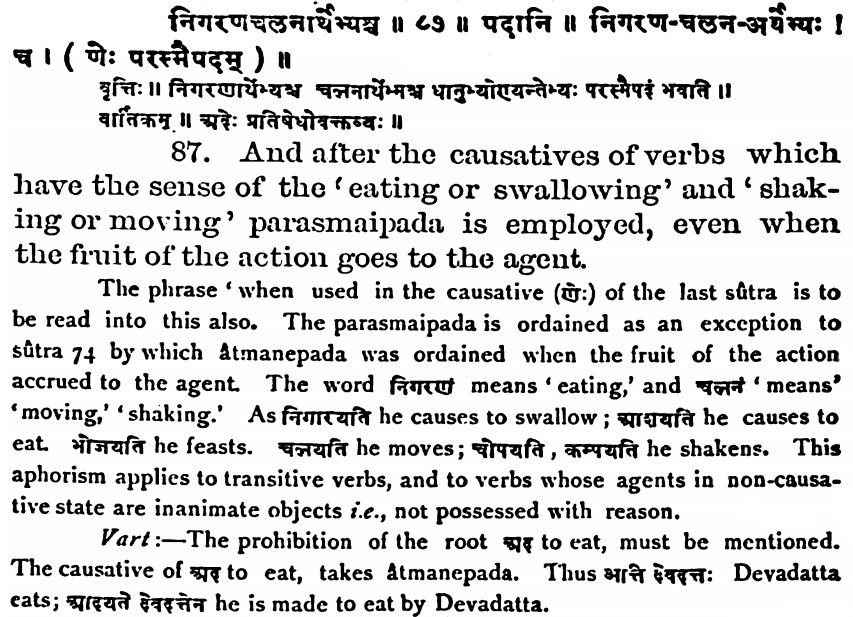 निगरणचलनार्थेभ्यश्च ॥ ८७ ॥ पदानि ॥ निगरण-चलन-अर्थेभ्यः ।
च । ( णेः परस्मैपदम् ) ॥
वृत्तिः ॥ निगरणार्थेभ्यश्च चलनार्थेभ्यश्च धातुभ्योण्यन्तेभ्यः परस्मैपदं भवति ॥
वार्तिकम् ॥ अदेः प्रतिषेधोवक्तव्यः ॥
87. And after the causatives of verbs which
have the sense of the ‘eating or swallowing’ and ‘shak-
ing or moving’ parasmaipada is employed, even when
the fruit of the action goes to the agent.
The phrase ‘when used in the causative (णेः) of the last sûtra is to
be read into this also. The parasmaipada is ordained as an exception to
sûtra 74 by which âtmanepada was ordained when the fruit of the action
accrued to the agent. The word निगरणं means ‘eating,’ and चलनं ‘means’
‘moving,’ ‘shaking.’ As निगारयति he causes to swallow; आशयति he causes to
eat. भोजयति he feasts. चलयति he moves; चोपयति, कम्पयति he shakens. This
aphorism applies to transitive verbs, and to verbs whose agents in non-causa-
tive state are inanimate objects i.e., not possessed with reason.
Vart:—The prohibition of the root अद to eat, must be mentioned.
The causative of अद to eat, takes âtmanepada. Thus आत्ति देवदत्तः Devadatta
eats; आदयते देवदत्तेन he is made to eat by Devadatta.